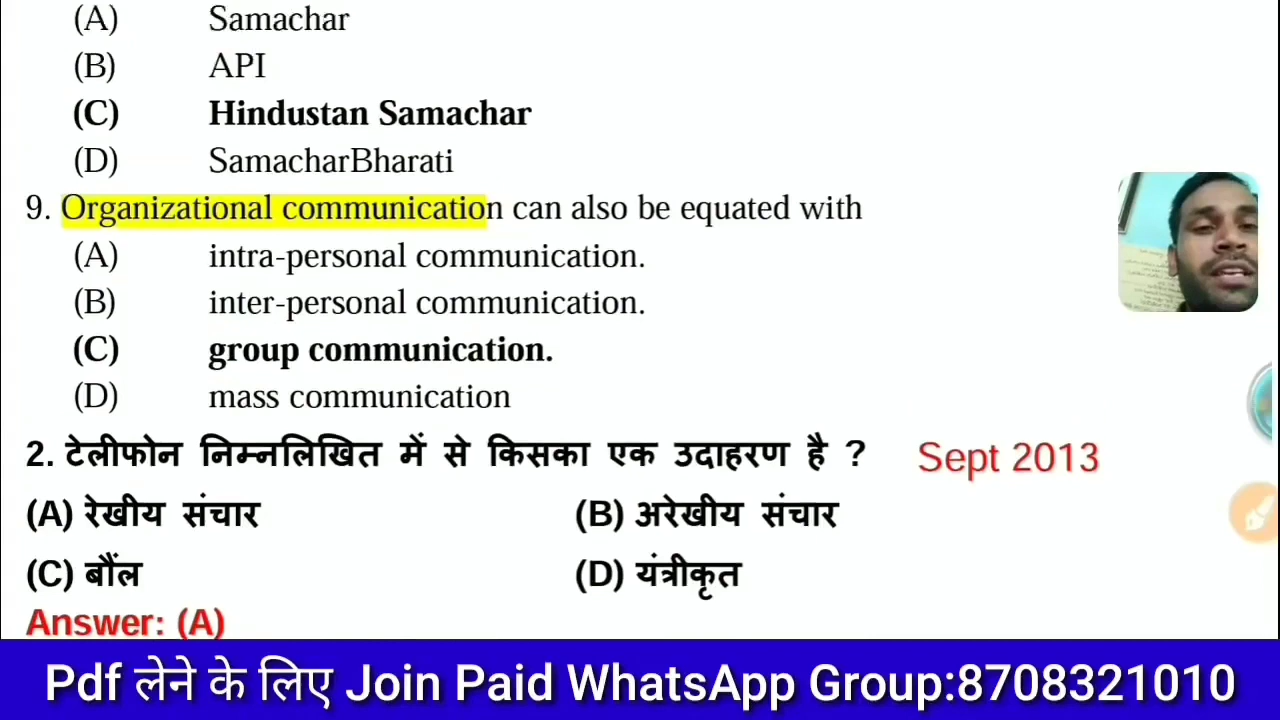 (A) Samachar
(B) API
(C) Hindustan Samachar
(D) SamacharBharati
9. Organizational communication can also be equated with
(A) intra-personal communication.
(B) inter-personal communication.
(C) group communication.
(D) mass communication
2. टेलीफोन निम्नलिखित में से किसका एक उदाहरण है ? Sept 2013
(A) रेखीय संचार (B) अरेखीय संचार
(C) बौंल (D) यंत्रीकृत
Answer: (A)
Pdf लेने के लिए Join Paid WhatsApp Group:8708321010